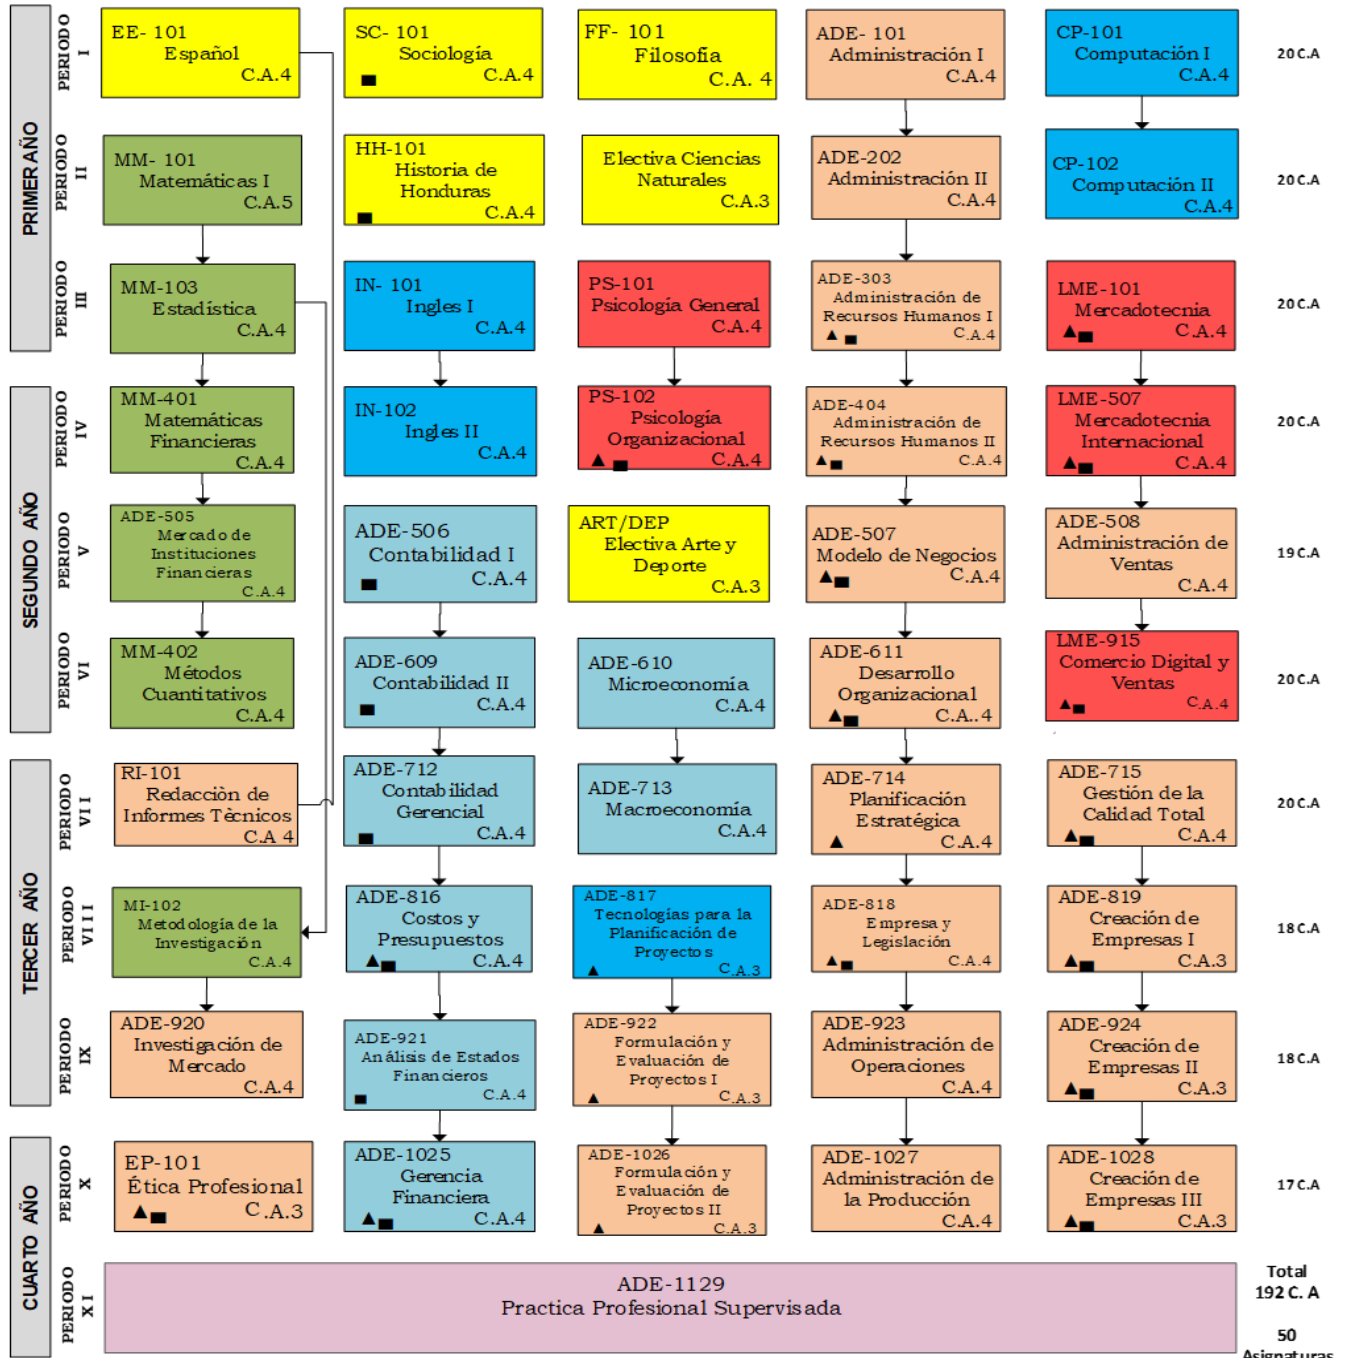 PRIMER AÑO
PERIODO
I
EE- 101
Español
C.A.4
SC- 101
Sociología
C.A.4
FF- 101
Filosofía
C.A. 4
ADE- 101
Administración I
C.A.4
CP-101
Computación I
C.A.4
20C.A
PERIODO
II
MM- 101
Matemáticas I
C.A.5
HH-101
Historia de
Honduras
C.A.4
Electiva Ciencias
Naturales
C.A.3
ADE-202
Administración II
C.A.4
CP-102
Computación II
C.A.4
20C.A
PERIODO
III
MM-103
Estadística
C.A.4
IN- 101
Ingles I
C.A.4
PS-101
Psicología General
C.A.4
ADE-303
Administración de
Recursos Humanos I
C.A.4
LME-101
Mercadotecnia
C.A.4
20C.A
SEGUNDO AÑO
PERIODO
IV
MM-401
Matemáticas
Financieras
C.A.4
IN-102
Ingles II
C.A.4
PS-102
Psicología
Organizacional
C.A.4
ADE-404
Administración de
Recursos Humanos II
C.A.4
LME-507
Mercadotecnia
Internacional
C.A.4
20C.A
PERIODO
V
ADE-505
Mercado de
Instituciones
Financieras
C.A.4
ADE-506
Contabilidad I
C.A.4
ART/DEP
Electiva Arte y
Deporte
C.A.3
ADE-507
Modelo de Negocios
C.A.4
ADE-508
Administración de
Ventas
C.A.4
19C.A
PERIODO
VI
MM-402
Métodos
Cuantitativos
C.A.4
ADE-609
Contabilidad II
C.A.4
ADE-610
Microeconomía
C.A.4
ADE-611
Desarrollo
Organizacional
C.A..4
LME-915
Comercio Digital y
Ventas
C.A.4
20C.A
TERCER AÑO
PERIODO
VII
RI-101
Redacciòn de
Informes Tècnicos
C.A 4
ADE-712
Contabilidad
Gerencial
C.A.4
ADE-713
Macroeconomía
C.A.4
ADE-714
Planificación
Estratégica
C.A.4
ADE-715
Gestión de la
Calidad Total
C.A.4
20C.A
PERIODO
VIII
MI-102
Metodología de la
Investigación
C.A.4
ADE-816
Costos y
Presupuestos
C.A.4
ADE-817
Tecnologías para la
Planificación de
Proyectos
C.A.3
ADE-818
Empresa y
Legislación
C.A.4
ADE-819
Creación de
Empresas I
C.A.3
18C.A
PERIODO
IX
ADE-920
Investigación de
Mercado
C.A.4
ADE-921
Análisis de Estados
Financieros
C.A.4
ADE-922
Formulación y
Evaluación de
Proyectos I
C.A.3
ADE-923
Administración de
Operaciones
C.A.4
ADE-924
Creación de
Empresas II
C.A.3
18C.A
CUARTO AÑO
PERIODO
X
EP-101
Ética Profesional
C.A.3
ADE-1025
Gerencia
Financiera
C.A.4
ADE-1026
Formulación y
Evaluación de
Proyectos II
C.A.3
ADE-1027
Administración de
la Producción
C.A.4
ADE-1028
Creación de
Empresas III
C.A.3
17C.A
PERIODO
XI
ADE-1129
Practica Profesional Supervisada
Total
192 C. A
50
Asignaturas